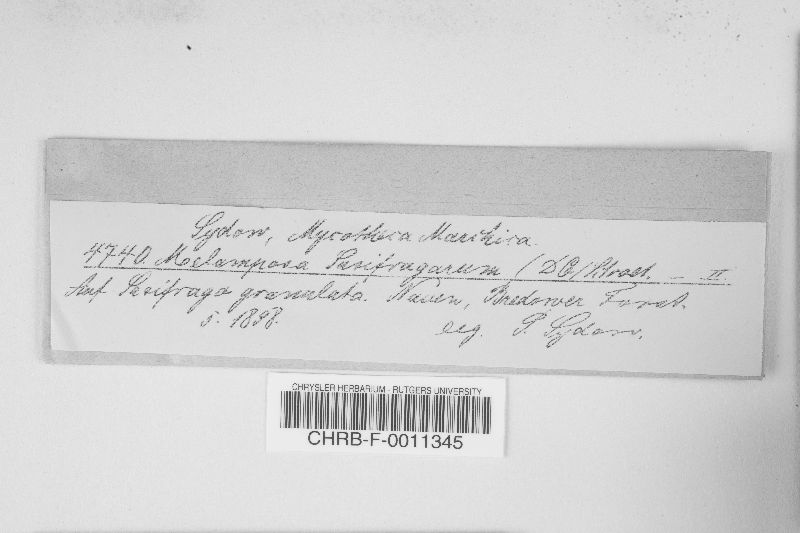 Sydow, Mycotheca Marchica.
4740. Melampsora Saxifragarum (DC) Schroet. – II
Auf Saxifraga granulata. Nauen, Bredower Forst.
5. 1898. leg. P. Sydow.
CHRYSLER HERBARIUM - RUTGERS UNIVERSITY
CHRB-F-0011345